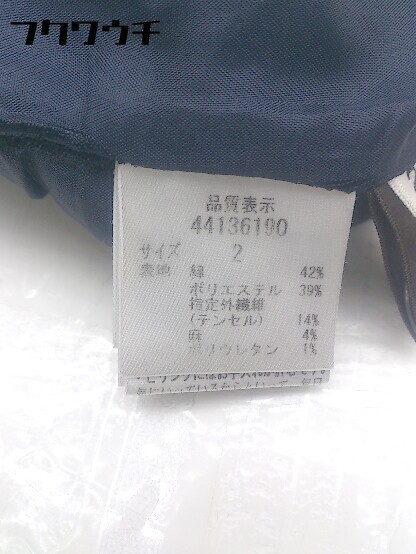 フクワウチ
品質表示
44136190
サイズ 2
表地 綿 42%
ポリエステル 39%
指定外繊維
(テンセル) 14%
麻 4%
ポリウレタン 1%